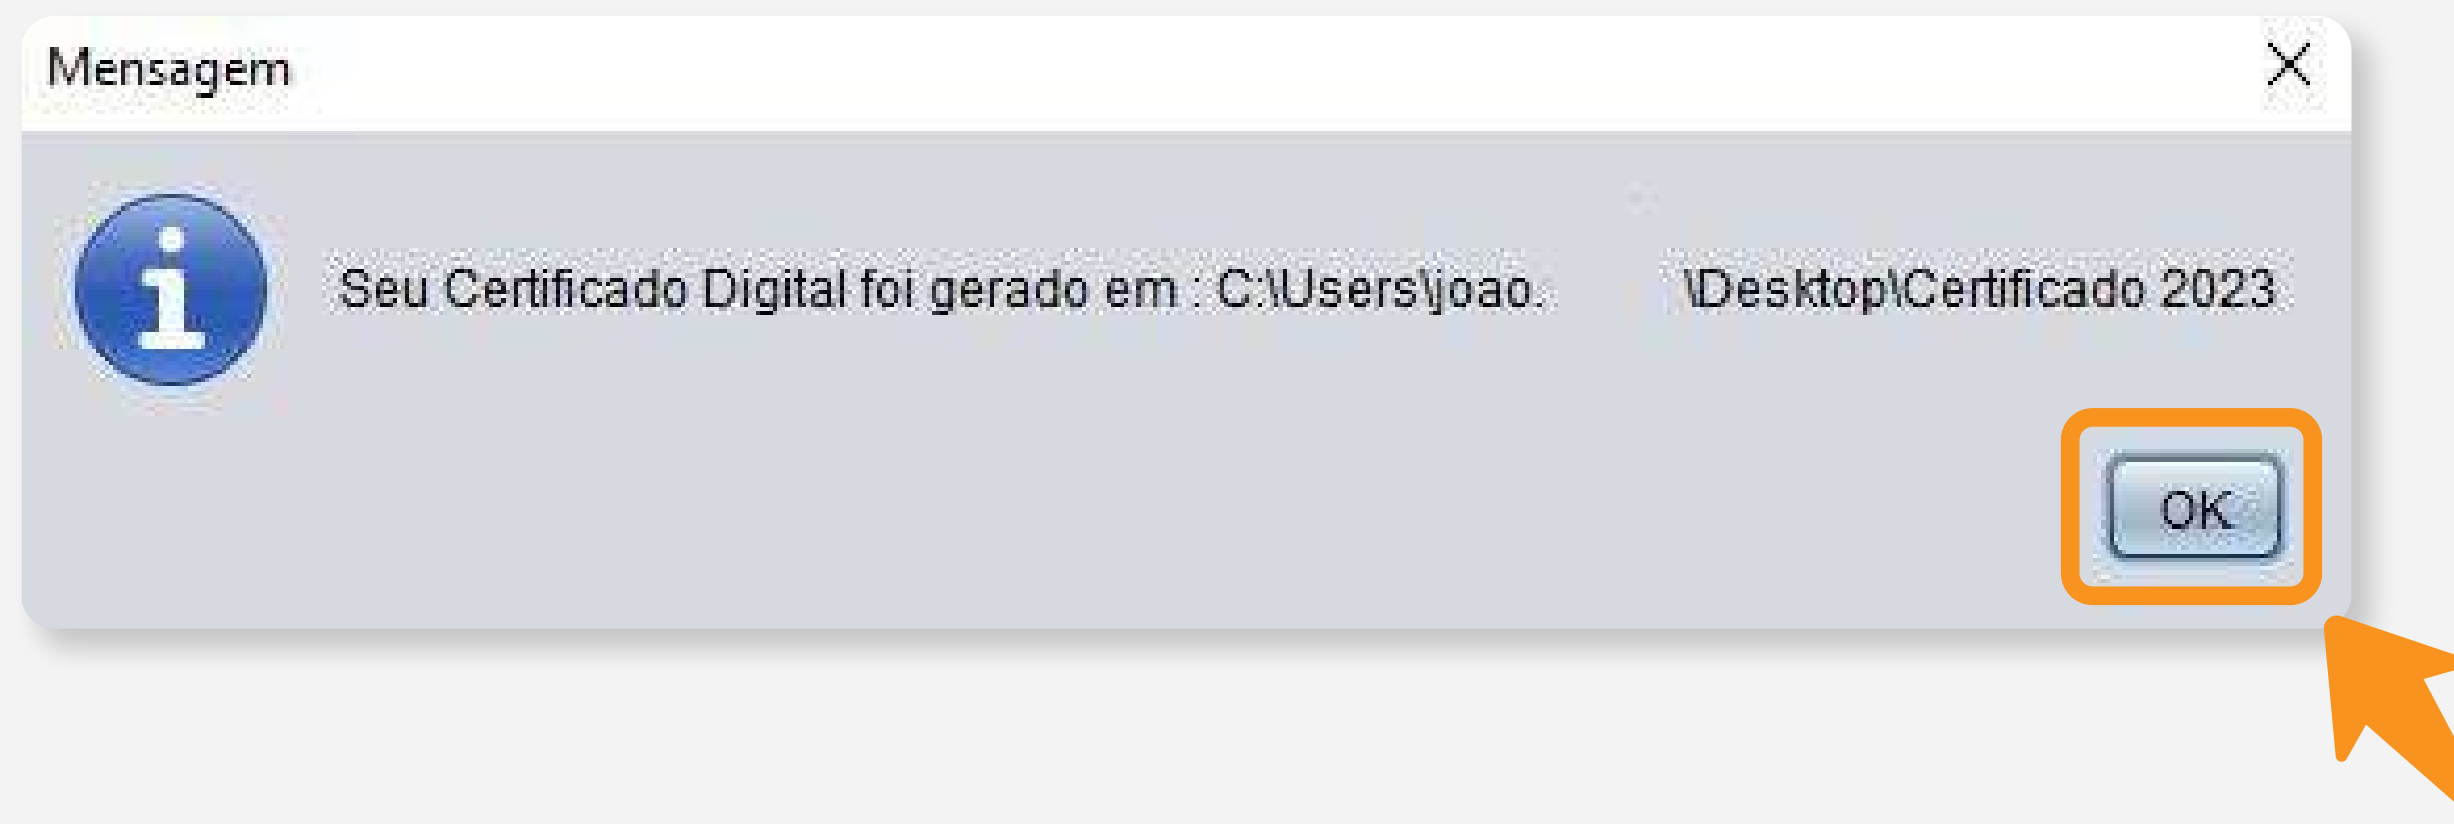 Mensagem
Seu Certificado Digital foi gerado em : C:\Users\joao. \Desktop\Certificado 2023
OK